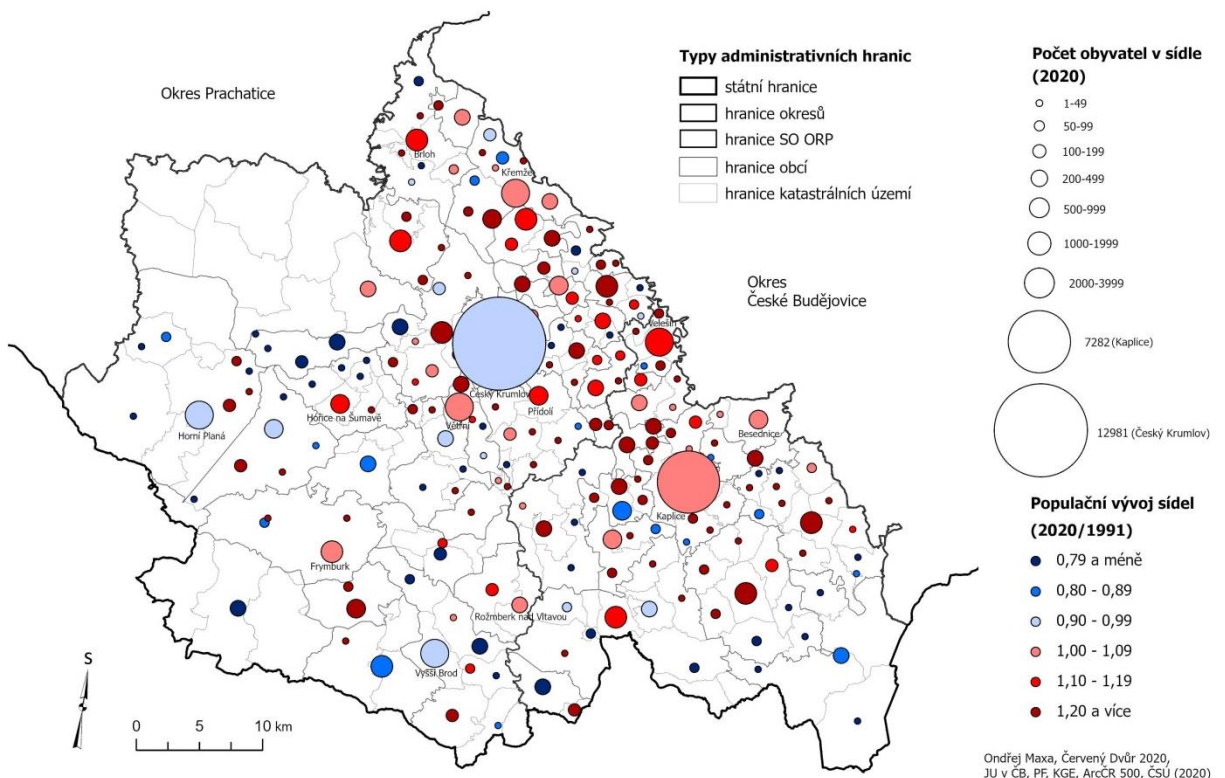 Okres Prachatice
Typy administrativních hranic
státní hranice
hranice okresů
hranice SO ORP
hranice obcí
hranice katastrálních území
Počet obyvatel v sídle
(2020)
1-49
50-99
100-199
200-499
500-999
1000-1999
2000-3999
7282 (Kaplice)
12981 (Český Krumlov)
Populační vývoj sídel
(2020/1991)
0,79 a méně
0,80 - 0,89
0,90 - 0,99
1,00 - 1,09
1,10 - 1,19
1,20 a více
Okres
České Budějovice
Brloh
Křemže
Velešín
Český Krumlov
Přídolí
Hořice na Šumavě
Větřní
Horní Planá
Besednice
Kaplice
Frymburk
Rožmberk nad Vltavou
Vyšší Brod
S
0 5 10 km
Ondřej Maxa, Červený Dvůr 2020,
JU v ČB, PF, KGE, ArcČR 500, ČSÚ (2020)